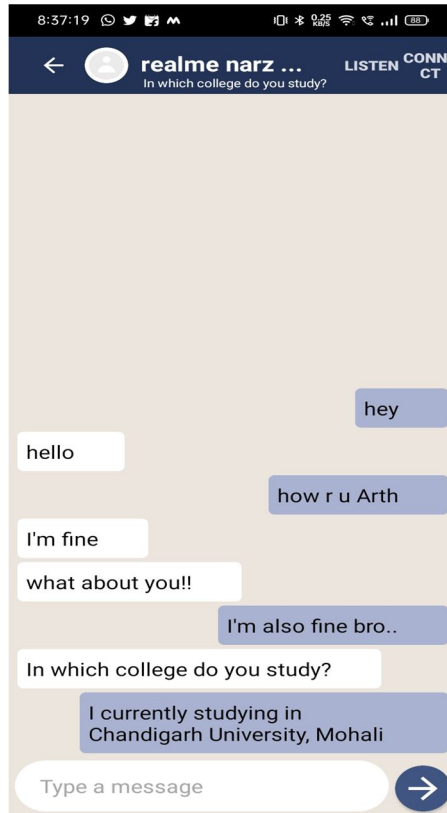 8:37:19 0.25 KB/S 88
realme narz ... LISTEN CONN
CT
In which college do you study?
hey
hello
how r u Arth
I'm fine
what about you!!
I'm also fine bro..
In which college do you study?
I currently studying in
Chandigarh University, Mohali
Type a message